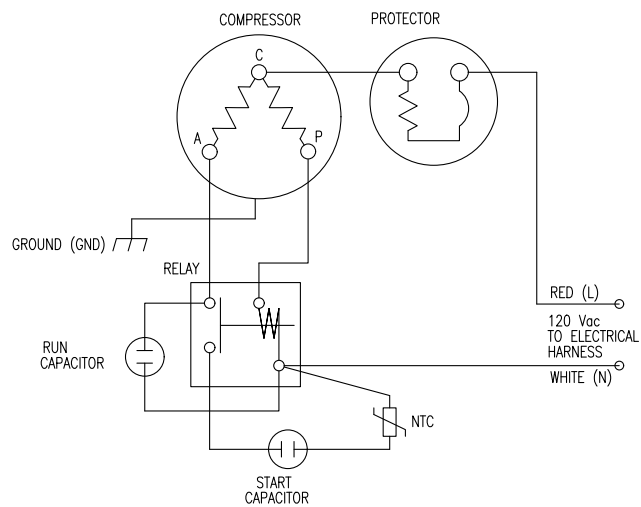 COMPRESSOR
PROTECTOR
C
A
P
GROUND (GND)
RELAY
RED (L)
120 Vac
TO ELECTRICAL
HARNESS
WHITE (N)
RUN
CAPACITOR
NTC
START
CAPACITOR